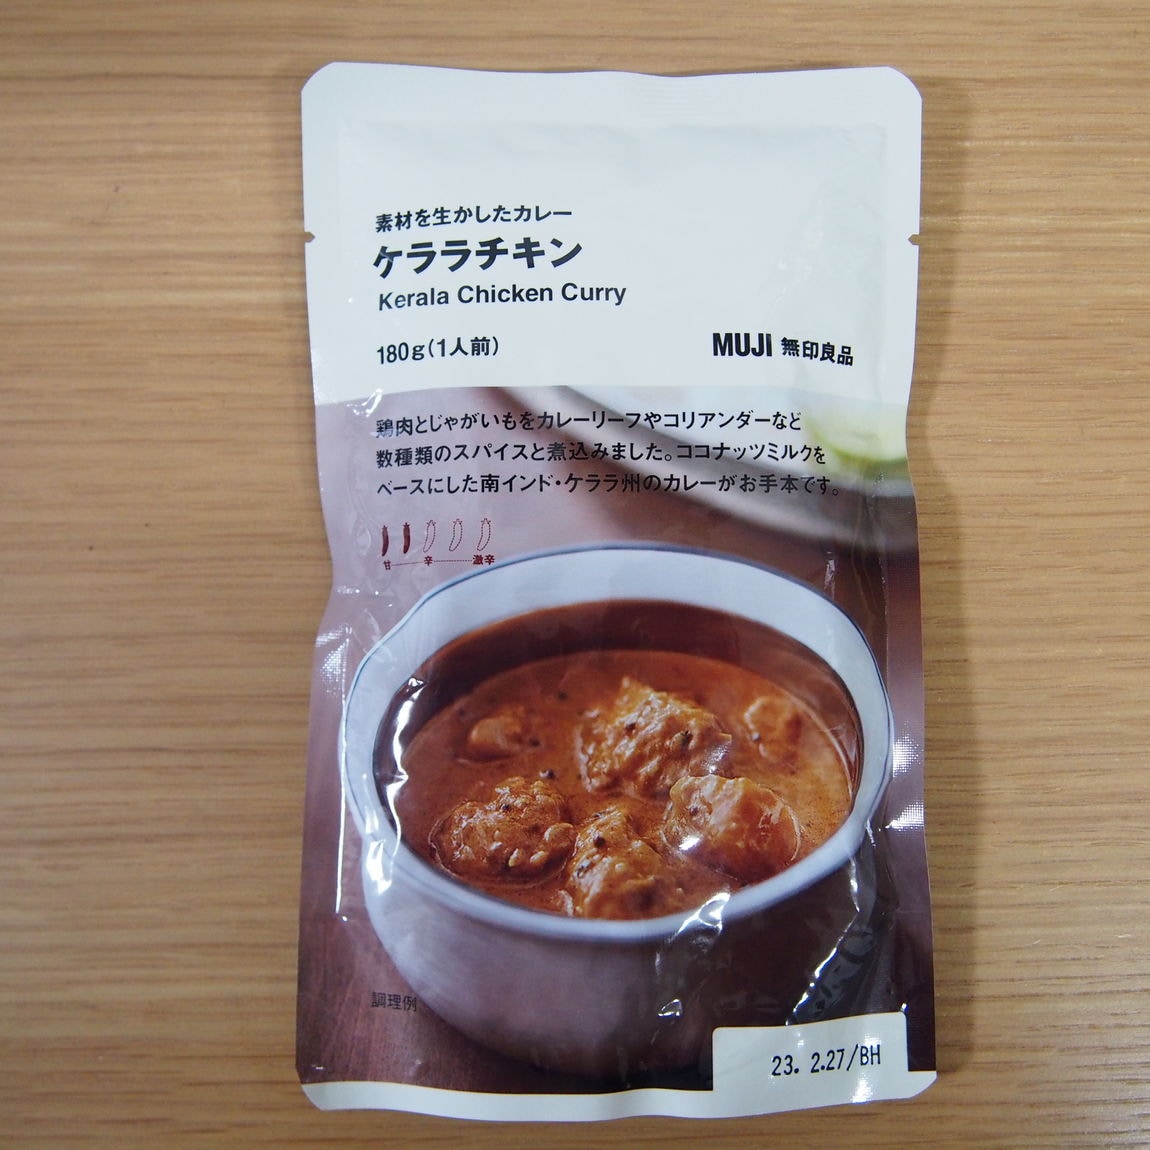 素材を生かしたカレー
ケララチキン
Kerala Chicken Curry
180g(1人前)
MUJI 無印良品
鶏肉とじゃがいもをカレーリーフやコリアンダーなど
数種類のスパイスと煮込みました。ココナッツミルクを
ベースにした南インド・ケララ州のカレーがお手本です。
甘 辛 激辛
調理例
23. 2.27/BH